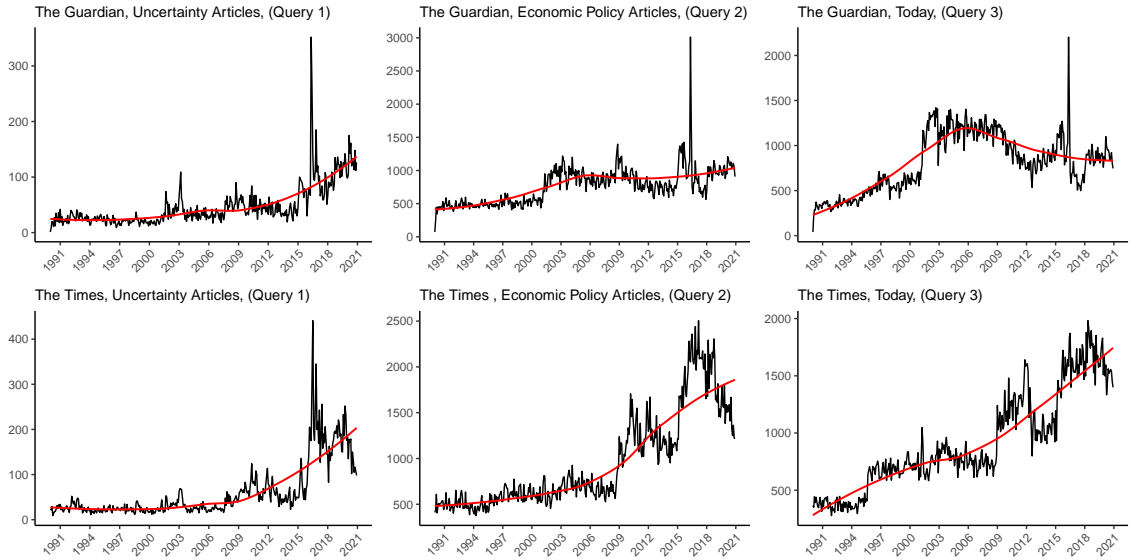 The Guardian, Uncertainty Articles, (Query 1)
300
200
100
0
1991 1994 1997 2000 2003 2006 2009 2012 2015 2018 2021
The Guardian, Economic Policy Articles, (Query 2)
3000
2500
2000
1500
1000
500
0
1991 1994 1997 2000 2003 2006 2009 2012 2015 2018 2021
The Guardian, Today, (Query 3)
2000
1500
1000
500
0
1991 1994 1997 2000 2003 2006 2009 2012 2015 2018 2021
The Times, Uncertainty Articles, (Query 1)
400
300
200
100
0
1991 1994 1997 2000 2003 2006 2009 2012 2015 2018 2021
The Times , Economic Policy Articles, (Query 2)
2500
2000
1500
1000
500
1991 1994 1997 2000 2003 2006 2009 2012 2015 2018 2021
The Times, Today, (Query 3)
2000
1500
1000
500
1991 1994 1997 2000 2003 2006 2009 2012 2015 2018 2021